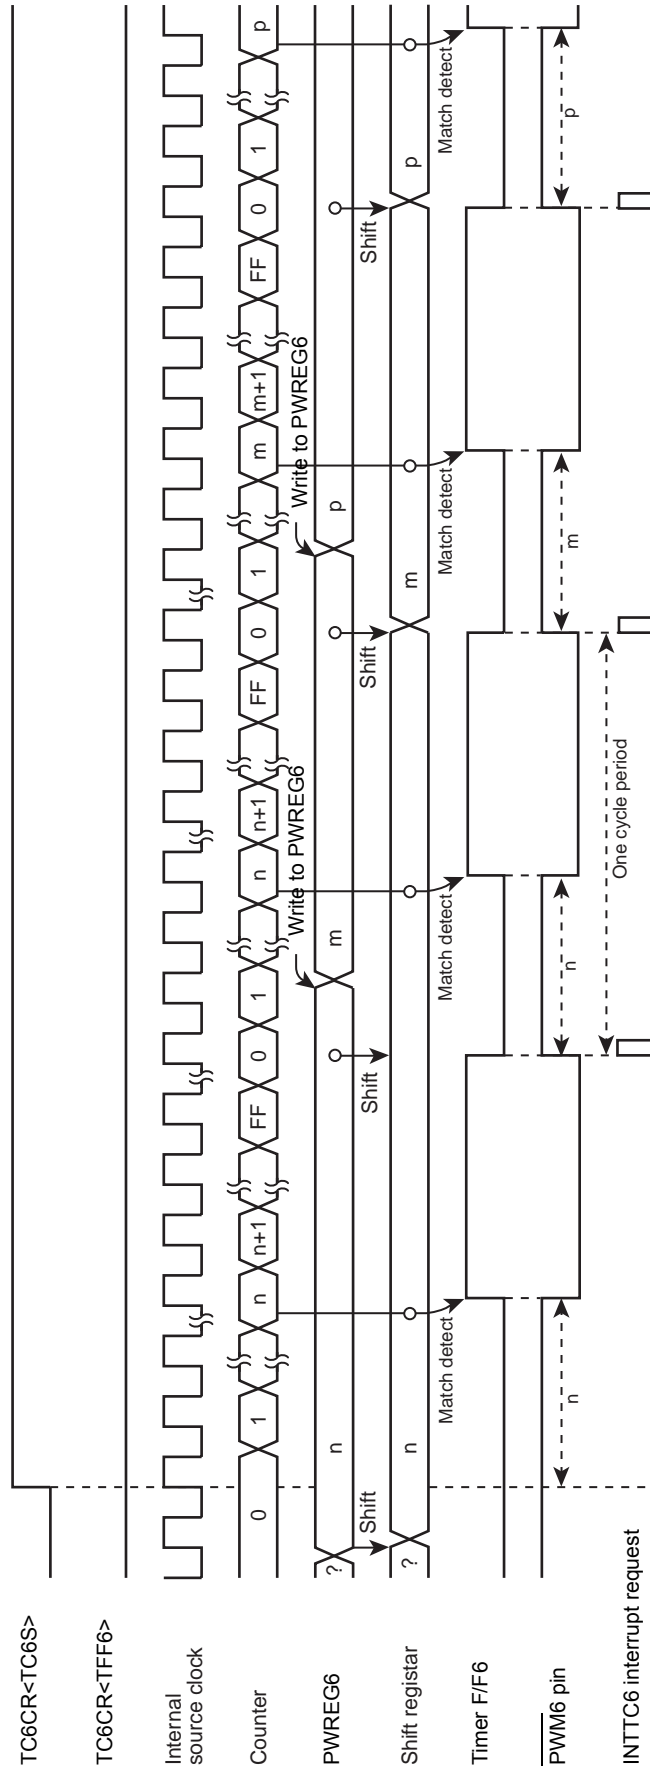 TC6CR<TC6S>
TC6CR<TFF6>
Internal
source clock
Counter
0
1
n
n+1
FF
0
1
n
n+1
FF
0
1
m
m+1
FF
0
1
p
Write to PWREG6
Write to PWREG6
PWREG6
?
n
m
p
Shift
Shift
Shift
Shift
Shift registar
?
n
m
p
Match detect
Match detect
Match detect
Match detect
Timer F/F6
PWM6 pin
n
n
m
p
One cycle period
INTTC6 interrupt request